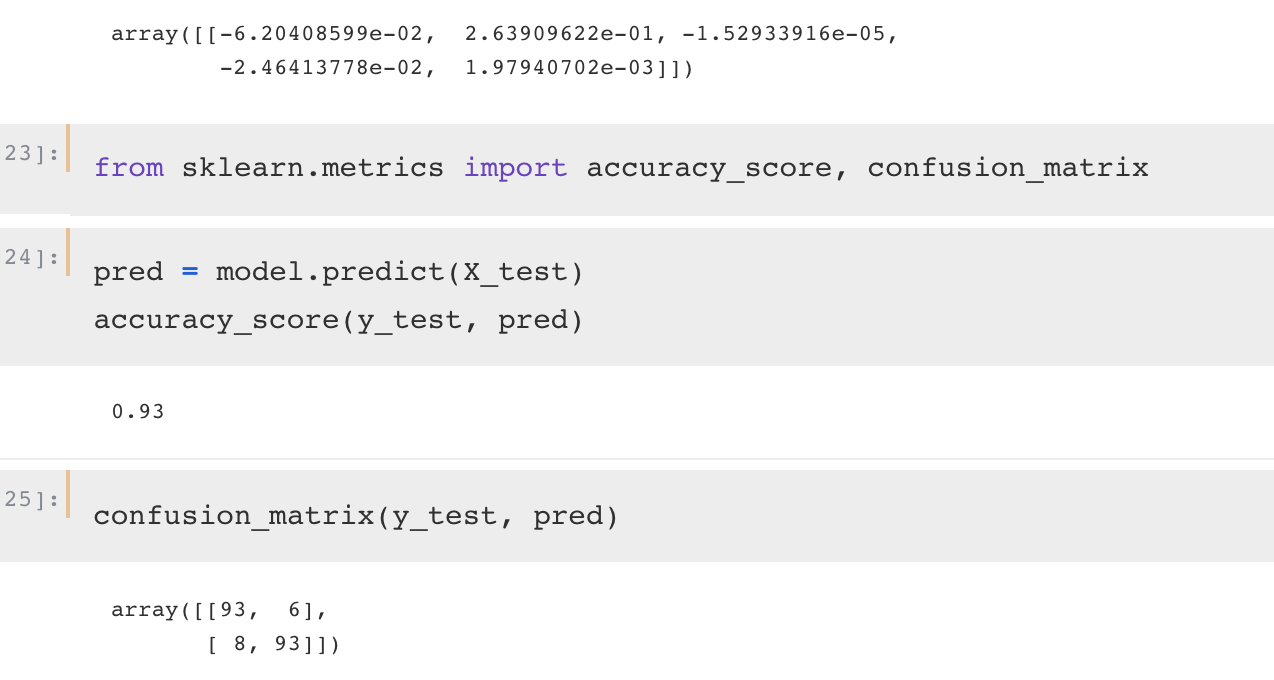 array([[-6.20408599e-02,  2.63909622e-01, -1.52933916e-05,
        -2.46413778e-02,  1.97940702e-03]])
23]:
from sklearn.metrics import accuracy_score, confusion_matrix
24]:
pred = model.predict(X_test)
accuracy_score(y_test, pred)
0.93
25]:
confusion_matrix(y_test, pred)
array([[93,  6],
       [ 8, 93]])